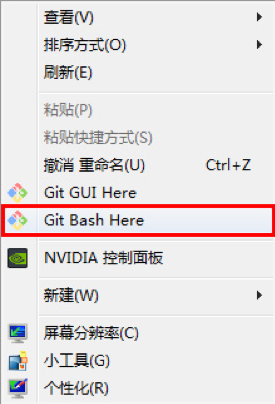 查看(V)
排序方式(O)
刷新(E)
粘贴(P)
粘贴快捷方式(S)
撤消 重命名(U) Ctrl+Z
Git GUI Here
Git Bash Here
NVIDIA 控制面板
新建(W)
屏幕分辨率(C)
小工具(G)
个性化(R)